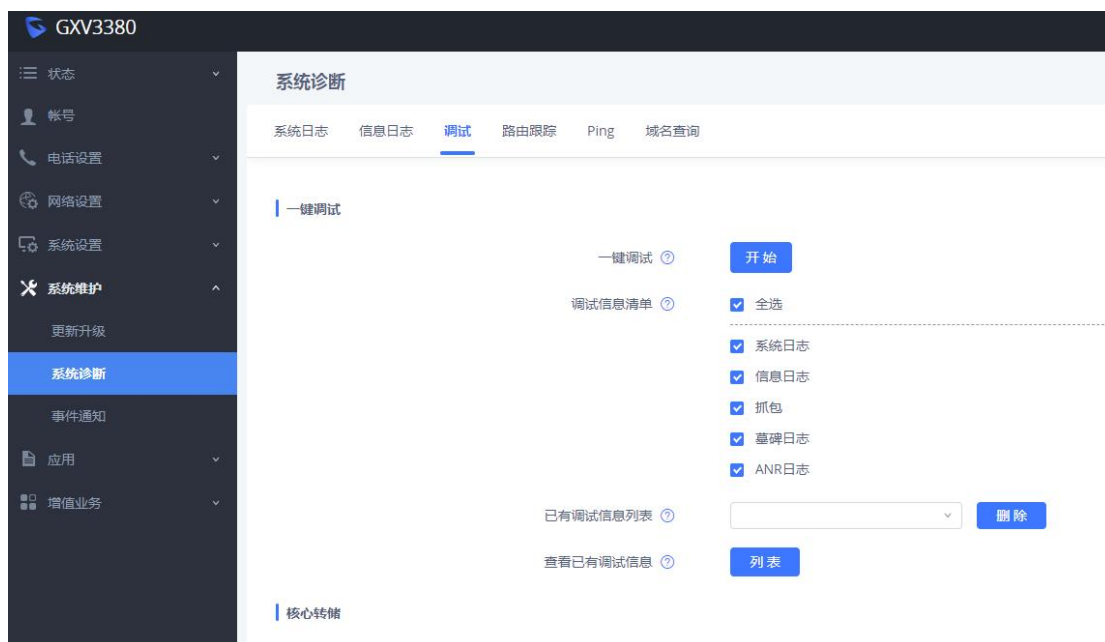 GXV3380
状态
帐号
电话设置
网络设置
系统设置
系统维护
更新升级
系统诊断
事件通知
应用
增值业务
系统诊断
系统日志 信息日志 调试 路由跟踪 Ping 域名查询
一键调试
一键调试 开始
调试信息清单 全选
系统日志
信息日志
抓包
墓碑日志
ANR日志
已有调试信息列表 删除
查看已有调试信息 列表
核心转储